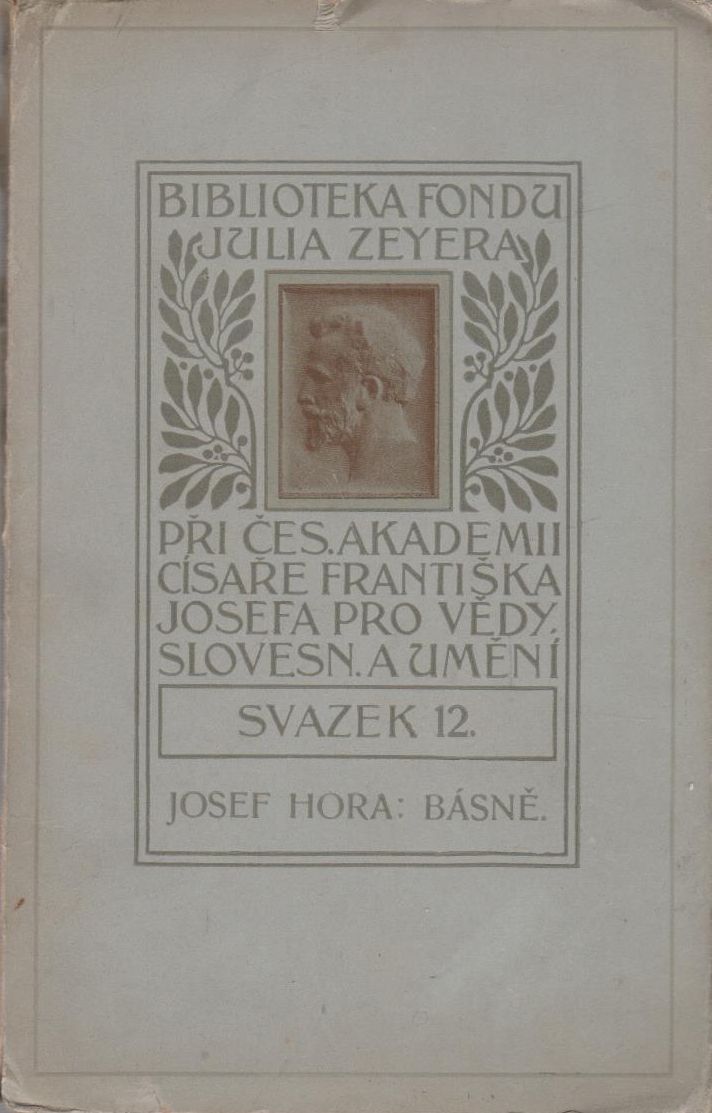 BIBLIOTEKA FONDU
JULIA ZEYERA
PŘI ČES. AKADEMII
CÍSAŘE FRANTIŠKA
JOSEFA PRO VĚDY,
SLOVESN. A UMĚNÍ
SVAZEK 12.
JOSEF HORA: BÁSNĚ.